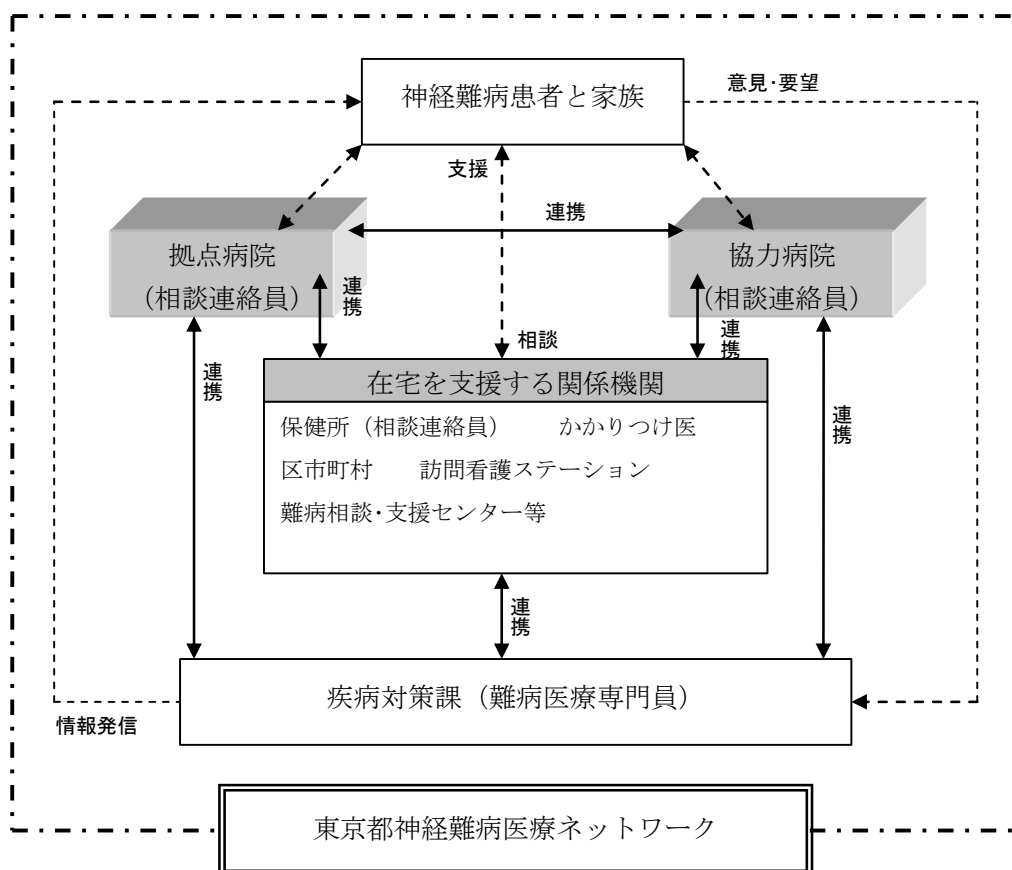 神経難病患者と家族
意見･要望
支援
連携
拠点病院
（相談連絡員）
協力病院
（相談連絡員）
連携
連携
相談
連携
連携
在宅を支援する関係機関
保健所（相談連絡員）　　かかりつけ医
区市町村　　訪問看護ステーション
難病相談･支援センター等
連携
疾病対策課（難病医療専門員）
情報発信
東京都神経難病医療ネットワーク